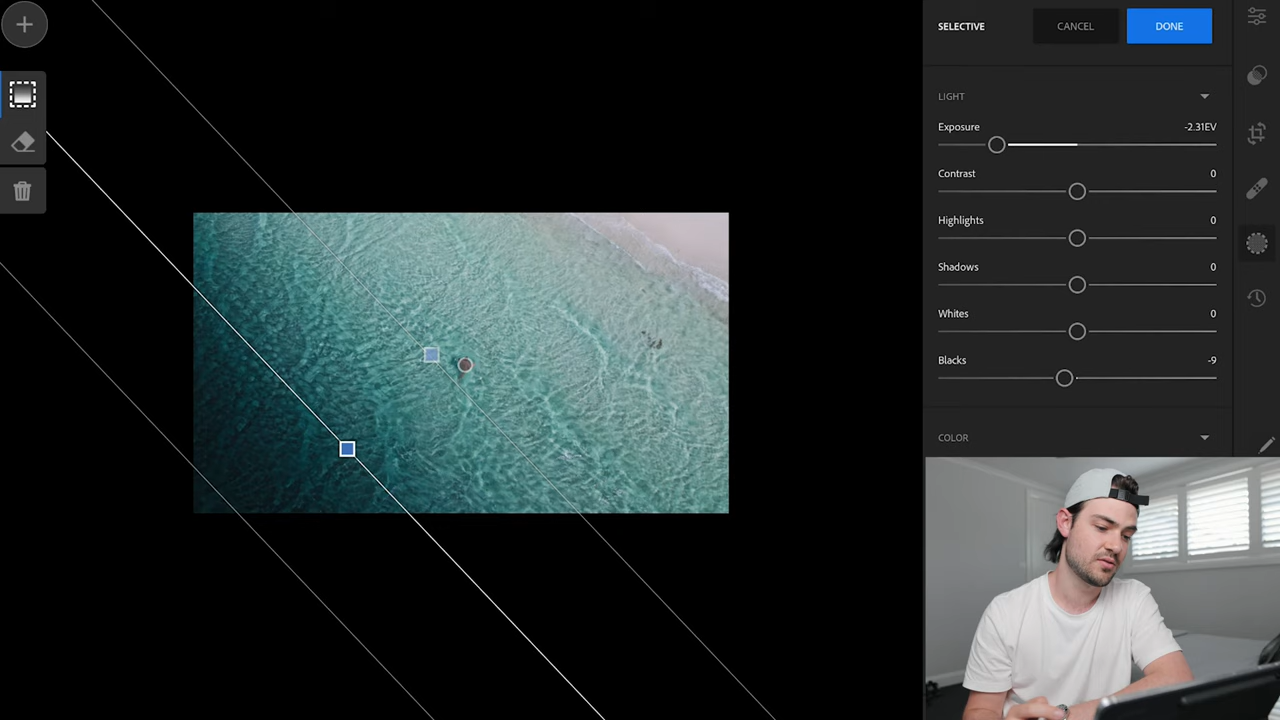 SELECTIVE
CANCEL
DONE
LIGHT
Exposure -2.31EV
Contrast 0
Highlights 0
Shadows 0
Whites 0
Blacks -9
COLOR